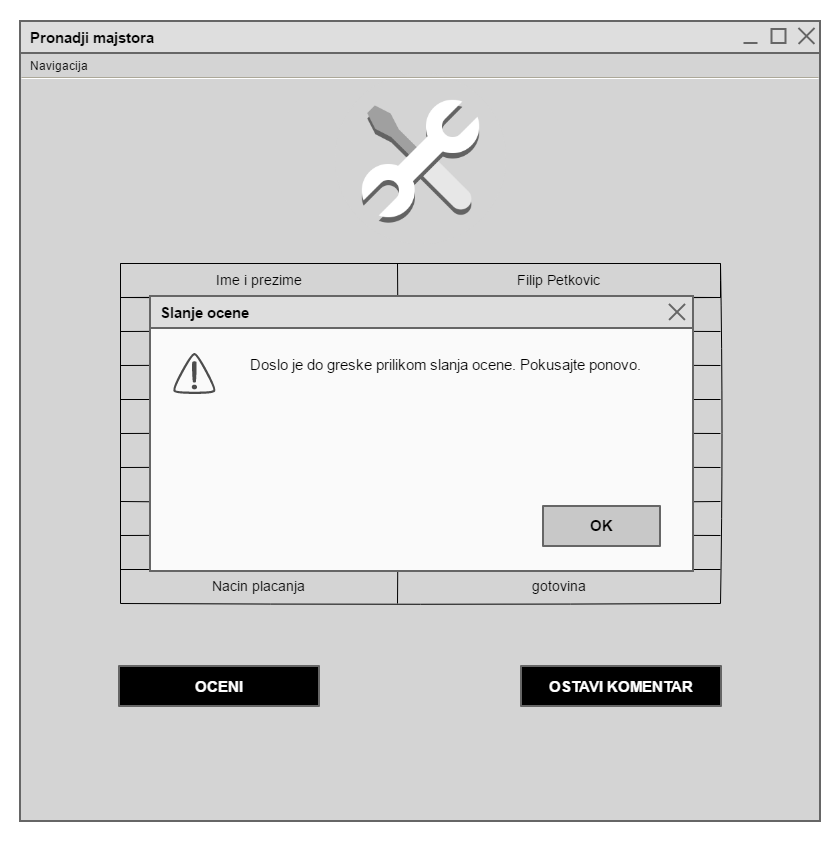 Pronadji majstora
Navigacija
Ime i prezime Filip Petkovic
Slanje ocene
Doslo je do greske prilikom slanja ocene. Pokusajte ponovo.
OK
Nacin placanja gotovina
OCENI OSTAVI KOMENTAR